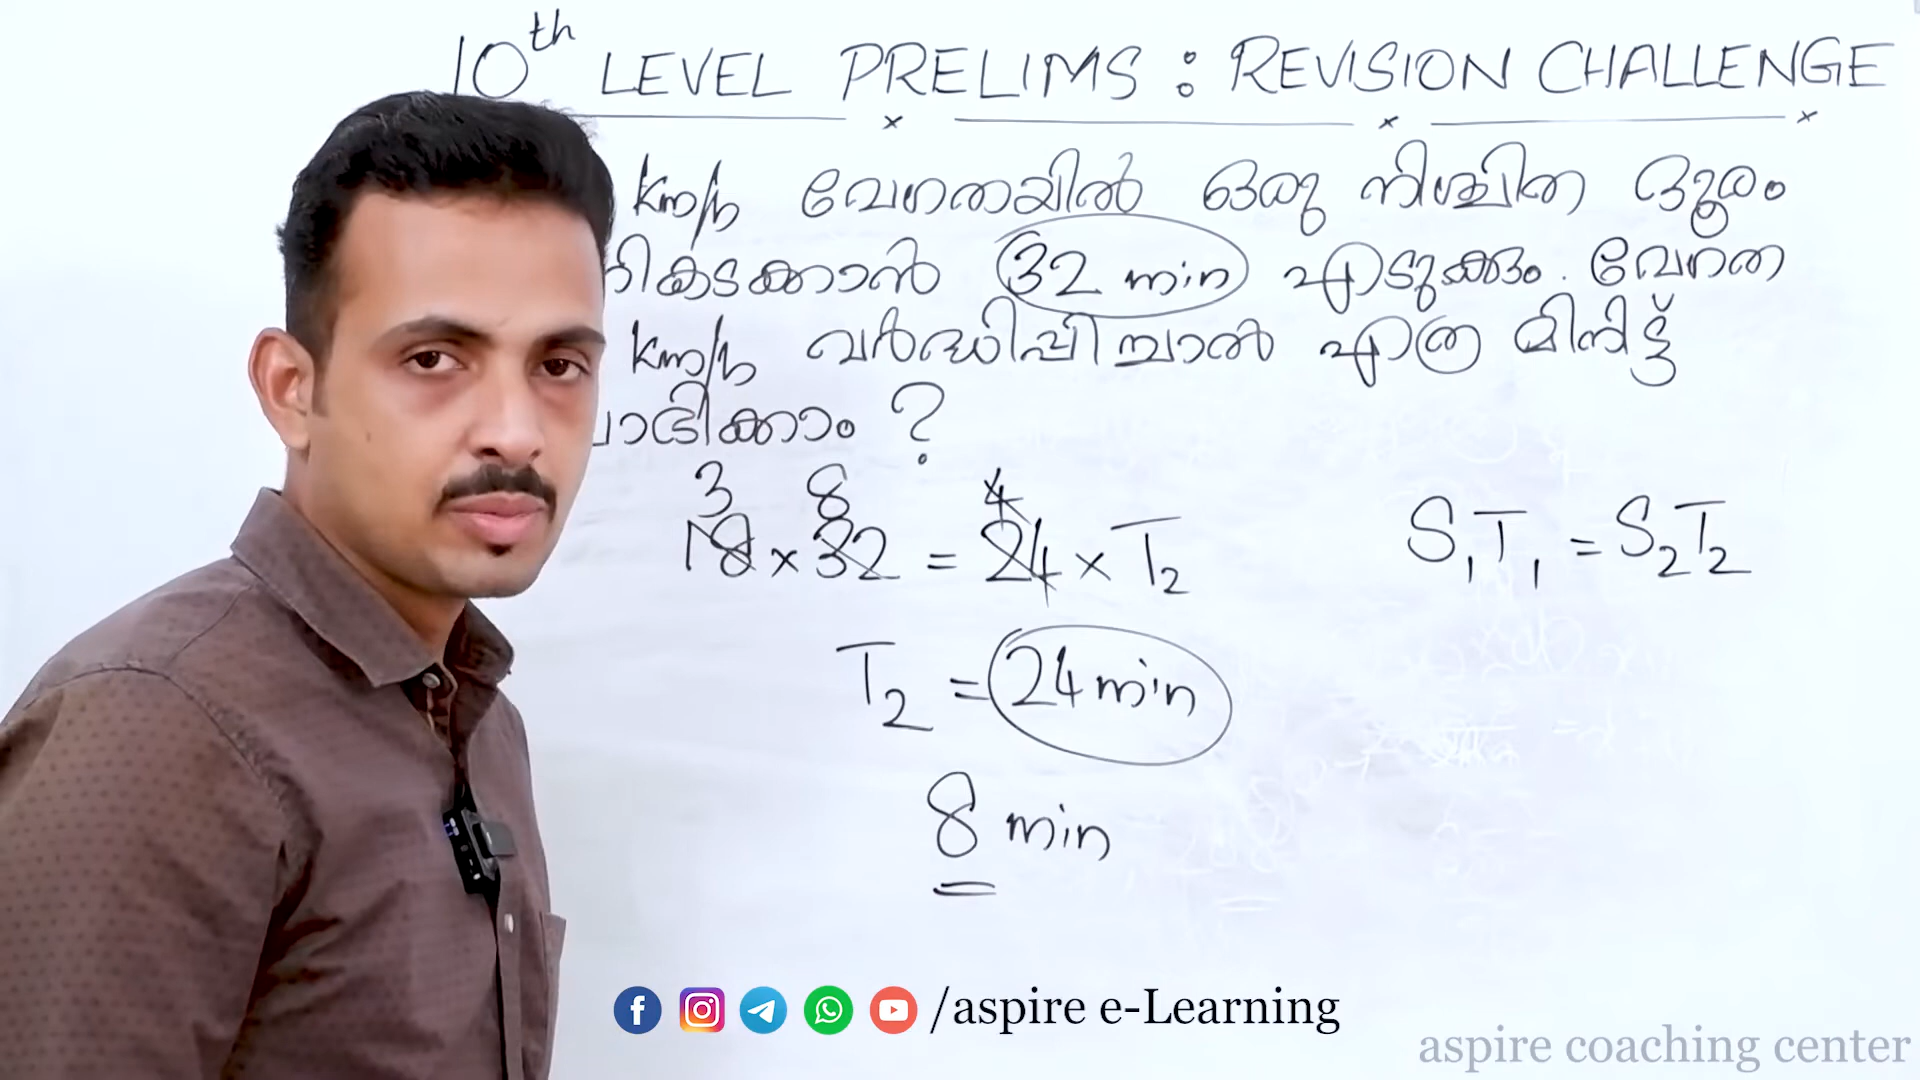 10th LEVEL PRELIMS : REVISION CHALLENGE
km/h വേഗതയിൽ ഒരു നിശ്ചിത ദൂരം
ികടക്കാൻ 32 min എടുക്കും. വേഗത
km/h വർദ്ധിപ്പിച്ചാൽ എത്ര മിനിട്ട്
ാഭിക്കാം ?
3 8 4
18 × 32 = 24 × T2
S1T1 = S2T2
T2 = 24 min
8 min
/aspire e-Learning
aspire coaching center